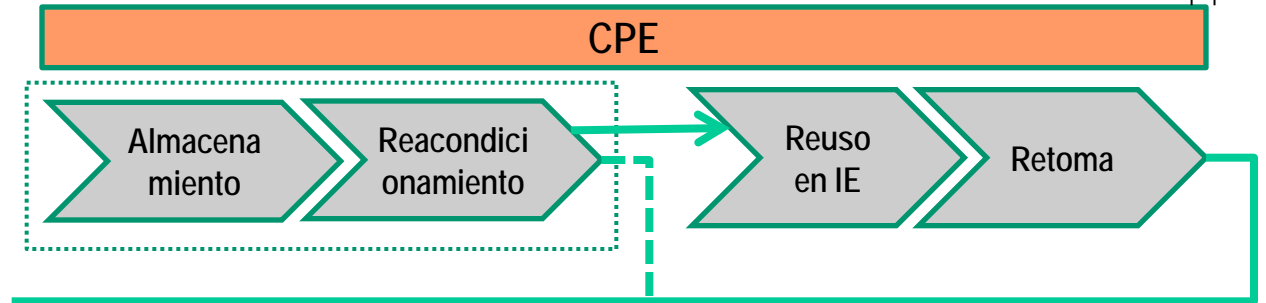 CPE
Almacena
miento
Reacondici
onamiento
Reuso
en IE
Retoma